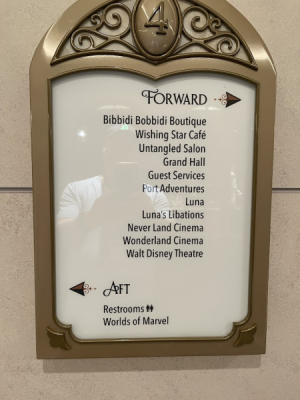 4
FORWARD
Bibbidi Bobbidi Boutique
Wishing Star Café
Untangled Salon
Grand Hall
Guest Services
Port Adventures
Luna
Luna's Libations
Never Land Cinema
Wonderland Cinema
Walt Disney Theatre
AFT
Restrooms
Worlds of Marvel